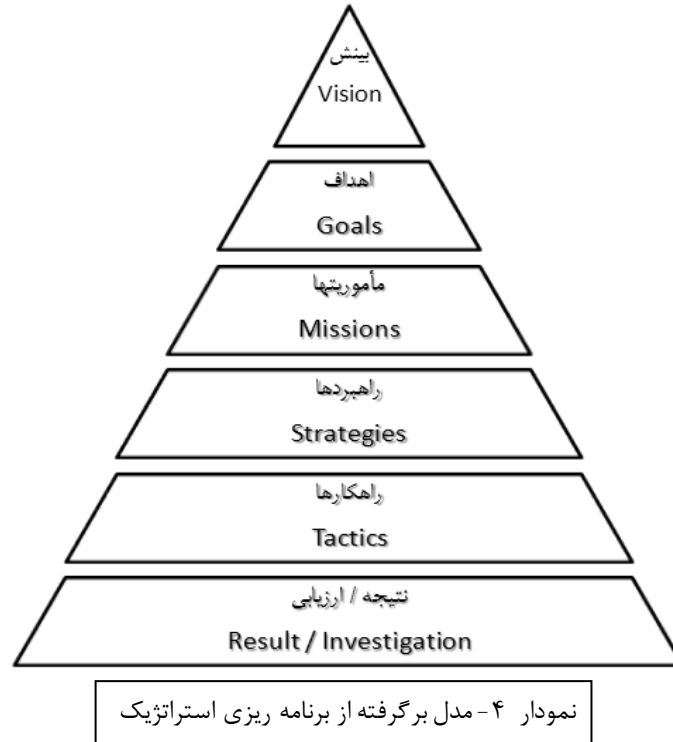 بینش
Vision
اهداف
Goals
مأموریتها
Missions
راهبردها
Strategies
راهکارها
Tactics
نتیجه / ارزیابی
Result / Investigation
نمودار ۴- مدل برگرفته از برنامه ریزی استراتژیک